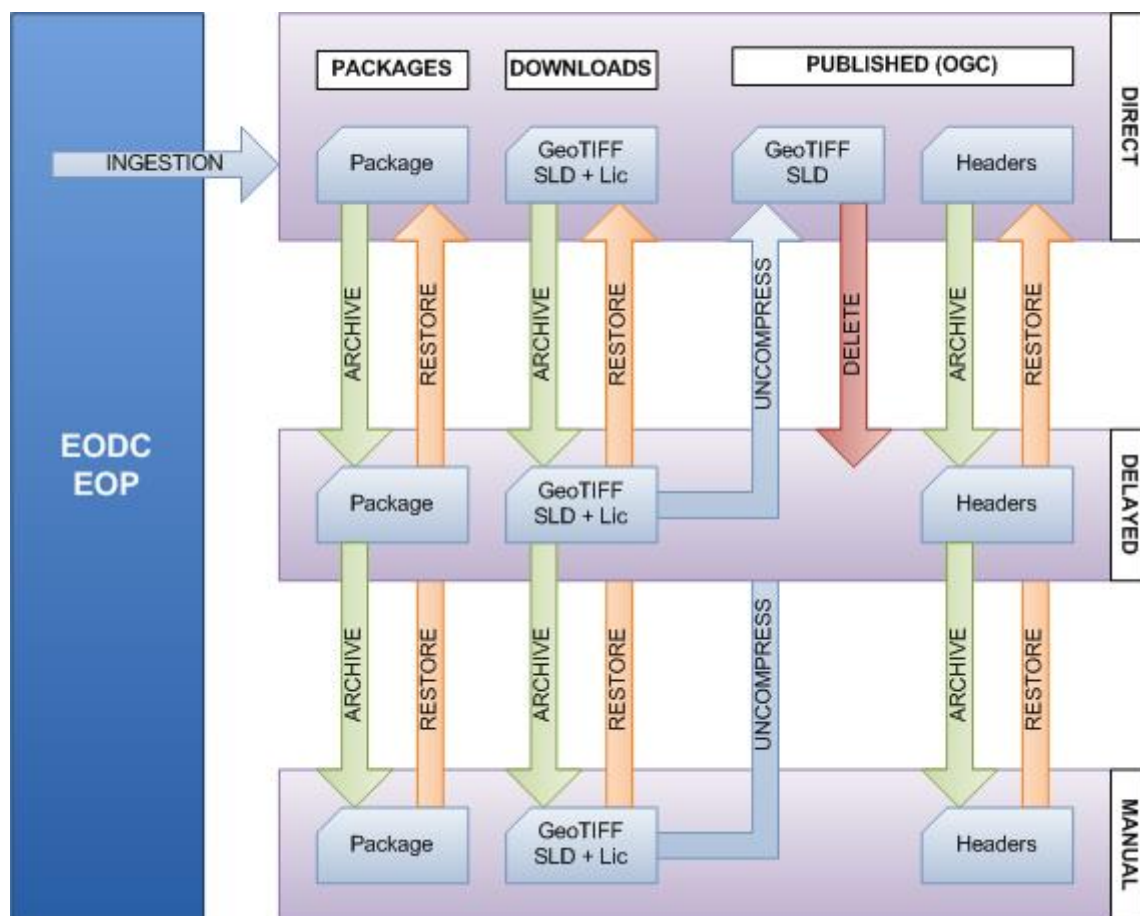 PACKAGES
DOWNLOADS
PUBLISHED (OGC)
DIRECT
INGESTION
Package
GeoTIFF
SLD + Lic
GeoTIFF
SLD
Headers
ARCHIVE
RESTORE
ARCHIVE
RESTORE
UNCOMPRESS
DELETE
ARCHIVE
RESTORE
EODC
EOP
Package
GeoTIFF
SLD + Lic
Headers
DELAYED
ARCHIVE
RESTORE
ARCHIVE
RESTORE
UNCOMPRESS
ARCHIVE
RESTORE
Package
GeoTIFF
SLD + Lic
Headers
MANUAL